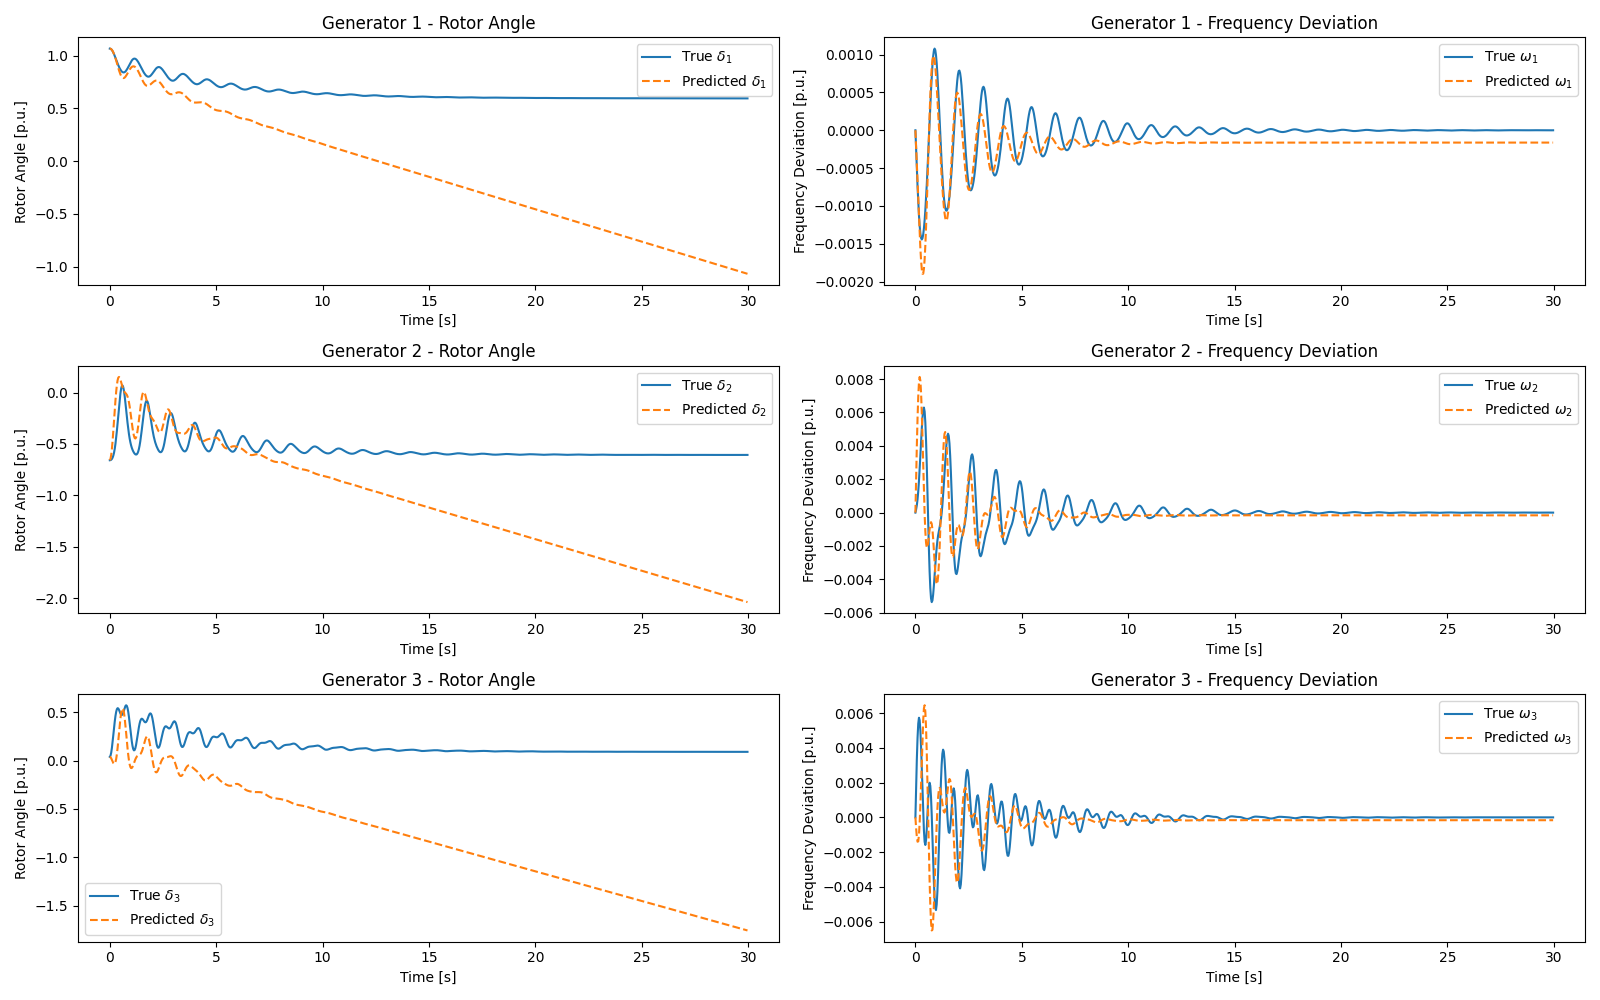 Generator 1 - Rotor Angle
Rotor Angle [p.u.]
1.0
0.5
0.0
−0.5
−1.0
True δ1
Predicted δ1
0 5 10 15 20 25 30
Time [s]
Generator 1 - Frequency Deviation
Frequency Deviation [p.u.]
0.0010
0.0005
0.0000
−0.0005
−0.0010
−0.0015
−0.0020
True ω1
Predicted ω1
0 5 10 15 20 25 30
Time [s]
Generator 2 - Rotor Angle
Rotor Angle [p.u.]
0.0
−0.5
−1.0
−1.5
−2.0
True δ2
Predicted δ2
0 5 10 15 20 25 30
Time [s]
Generator 2 - Frequency Deviation
Frequency Deviation [p.u.]
0.008
0.006
0.004
0.002
0.000
−0.002
−0.004
−0.006
True ω2
Predicted ω2
0 5 10 15 20 25 30
Time [s]
Generator 3 - Rotor Angle
Rotor Angle [p.u.]
0.5
0.0
−0.5
−1.0
−1.5
True δ3
Predicted δ3
0 5 10 15 20 25 30
Time [s]
Generator 3 - Frequency Deviation
Frequency Deviation [p.u.]
0.006
0.004
0.002
0.000
−0.002
−0.004
−0.006
True ω3
Predicted ω3
0 5 10 15 20 25 30
Time [s]